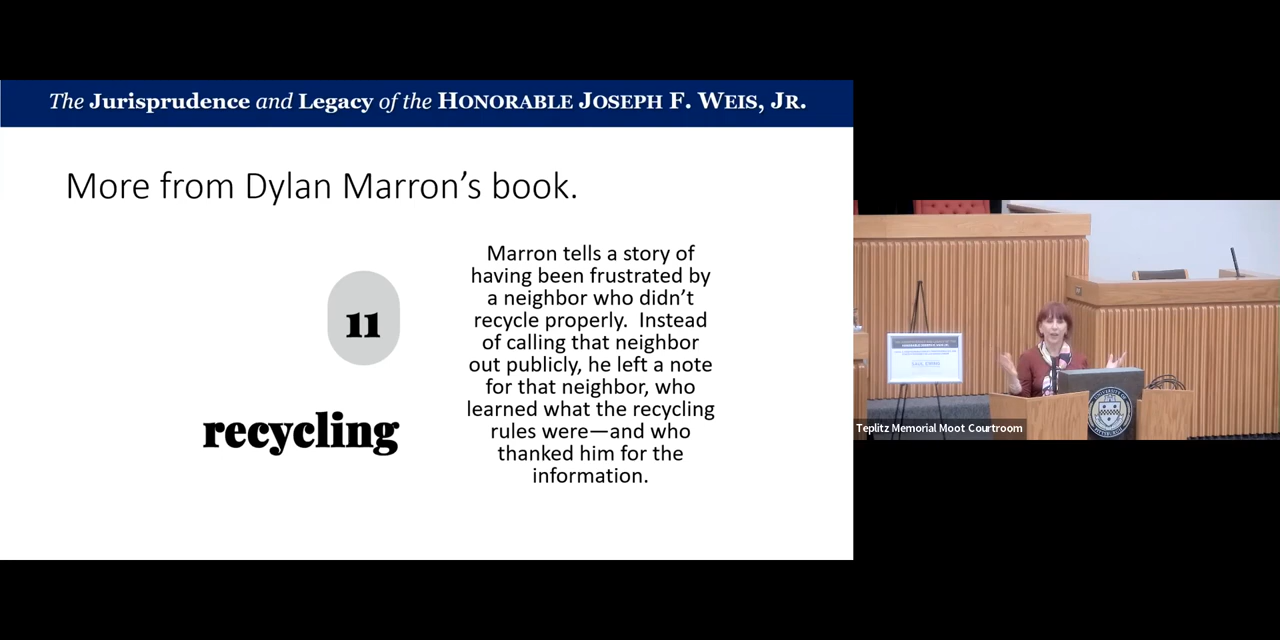 The Jurisprudence and Legacy of the HONORABLE JOSEPH F. WEIS, JR.
More from Dylan Marron’s book.
11
recycling
Marron tells a story of
having been frustrated by
a neighbor who didn’t
recycle properly.  Instead
of calling that neighbor
out publicly, he left a note
for that neighbor, who
learned what the recycling
rules were—and who
thanked him for the
information.
Teplitz Memorial Moot Courtroom